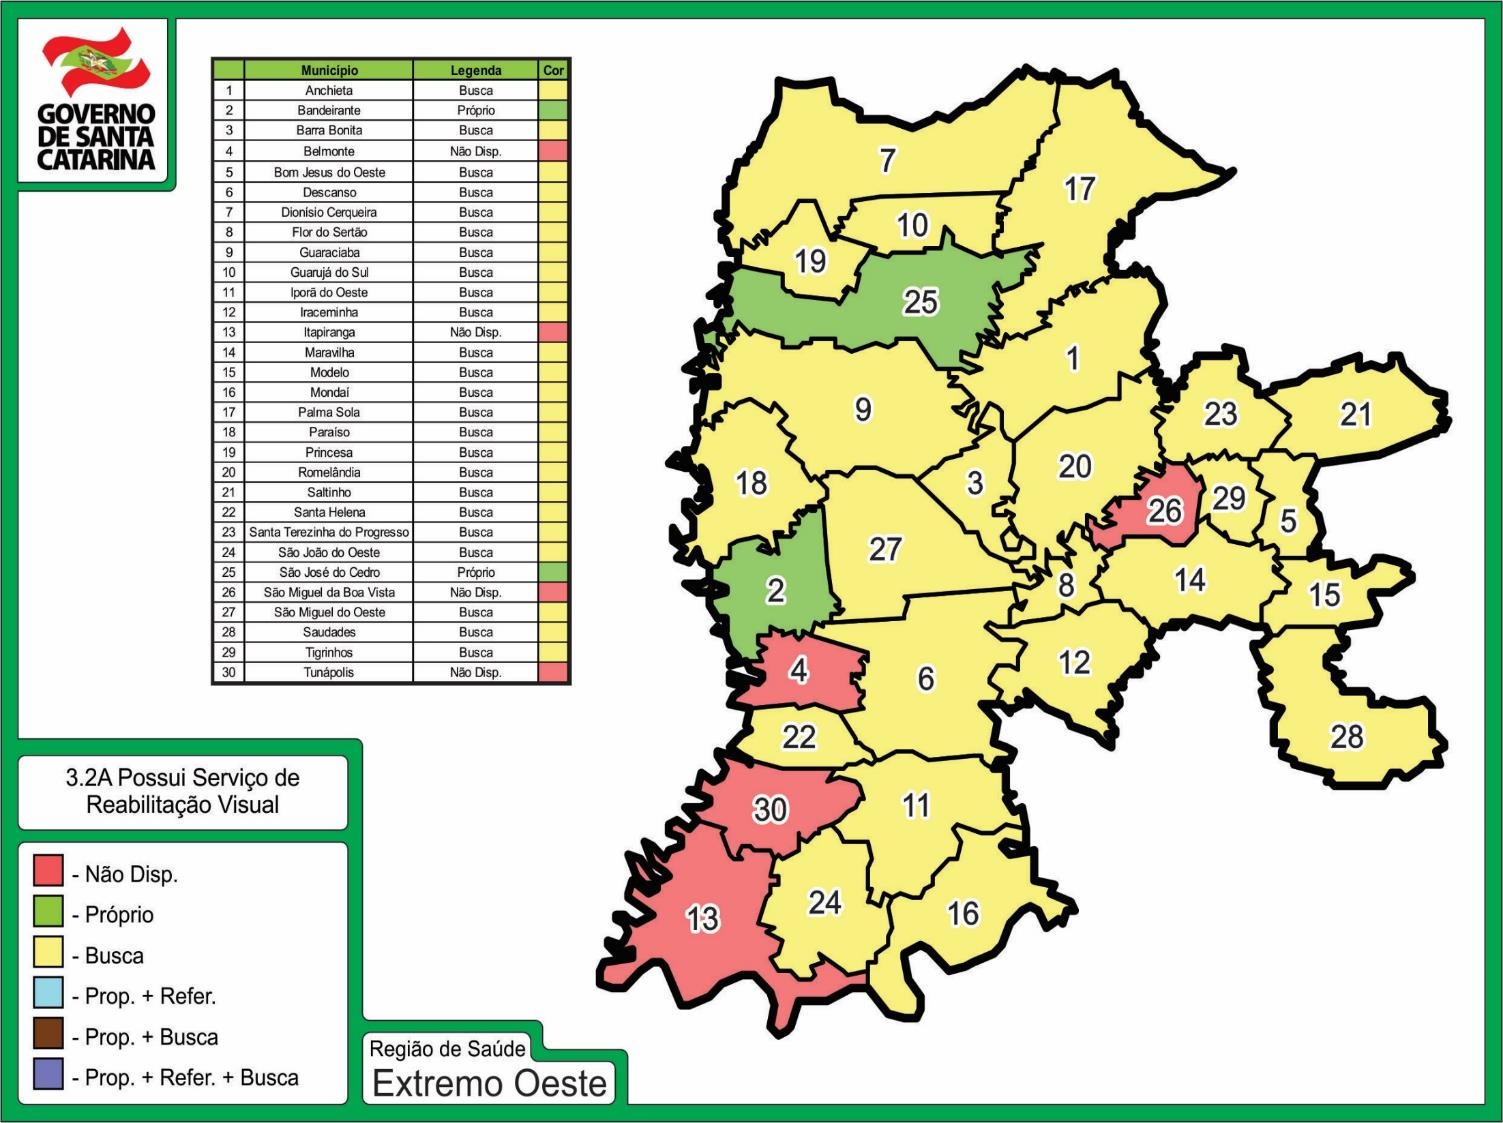 GOVERNO
DE SANTA
CATARINA
Município Legenda Cor
1 Anchieta Busca
2 Bandeirante Próprio
3 Barra Bonita Busca
4 Belmonte Não Disp.
5 Bom Jesus do Oeste Busca
6 Descanso Busca
7 Dionísio Cerqueira Busca
8 Flor do Sertão Busca
9 Guaraciaba Busca
10 Guarujá do Sul Busca
11 Iporã do Oeste Busca
12 Iraceminha Busca
13 Itapiranga Não Disp.
14 Maravilha Busca
15 Modelo Busca
16 Mondaí Busca
17 Palma Sola Busca
18 Paraíso Busca
19 Princesa Busca
20 Romelândia Busca
21 Saltinho Busca
22 Santa Helena Busca
23 Santa Terezinha do Progresso Busca
24 São João do Oeste Busca
25 São José do Cedro Próprio
26 São Miguel da Boa Vista Não Disp.
27 São Miguel do Oeste Busca
28 Saudades Busca
29 Tigrinhos Busca
30 Tunápolis Não Disp.
7
17
10
19
25
1
9
23
21
18
3
20
26
29
5
27
2
8
14
15
4
6
12
22
28
30
11
13
24
16
3.2A Possui Serviço de
Reabilitação Visual
- Não Disp.
- Próprio
- Busca
- Prop. + Refer.
- Prop. + Busca
- Prop. + Refer. + Busca
Região de Saúde
Extremo Oeste